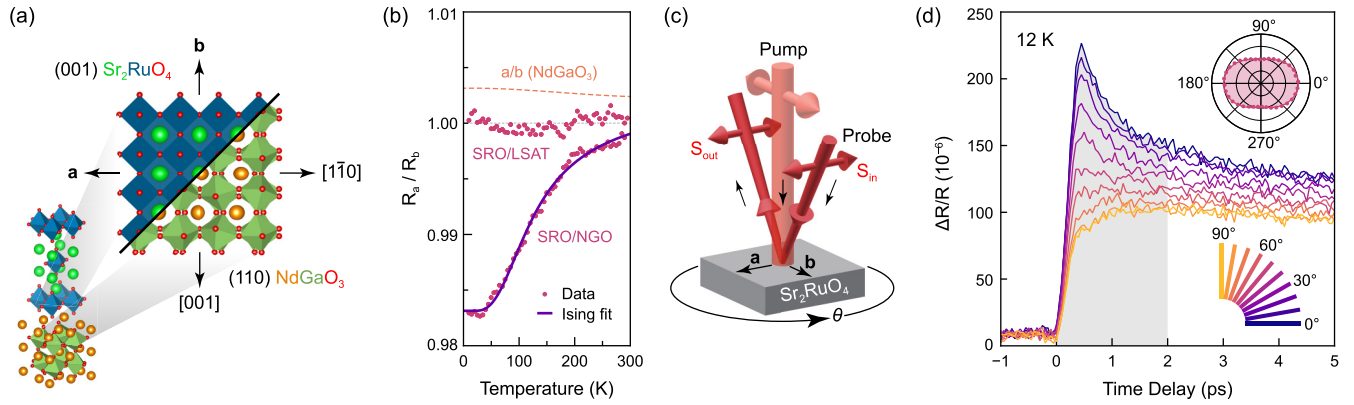 (a)
(001) Sr₂RuO₄
b
a
[11̄0]
[001]
(110) NdGaO₃
(b)
1.01
1.00
0.99
0.98
Rₐ / R_b
a/b (NdGaO₃)
SRO/LSAT
SRO/NGO
Data
Ising fit
0
100
200
300
Temperature (K)
(c)
Pump
Probe
S_out
S_in
a
b
Sr₂RuO₄
θ
(d)
12 K
250
200
150
100
50
0
ΔR/R (10⁻⁶)
90°
180°
0°
270°
90°
60°
30°
0°
−1
0
1
2
3
4
5
Time Delay (ps)